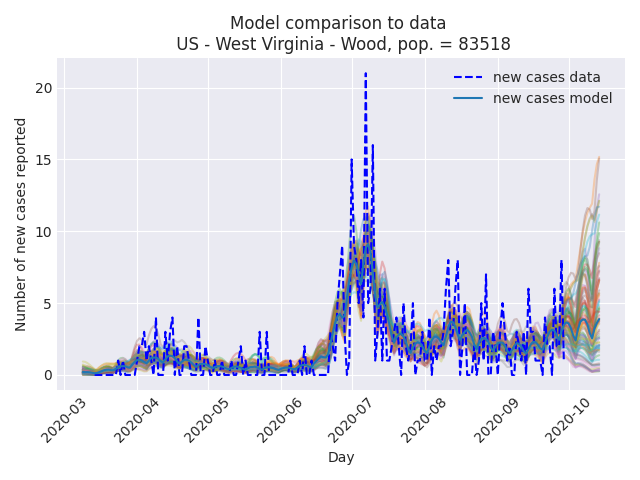 Model comparison to data
US - West Virginia - Wood, pop. = 83518
new cases data
new cases model
Number of new cases reported
20
15
10
5
0
2020-03
2020-04
2020-05
2020-06
2020-07
2020-08
2020-09
2020-10
Day